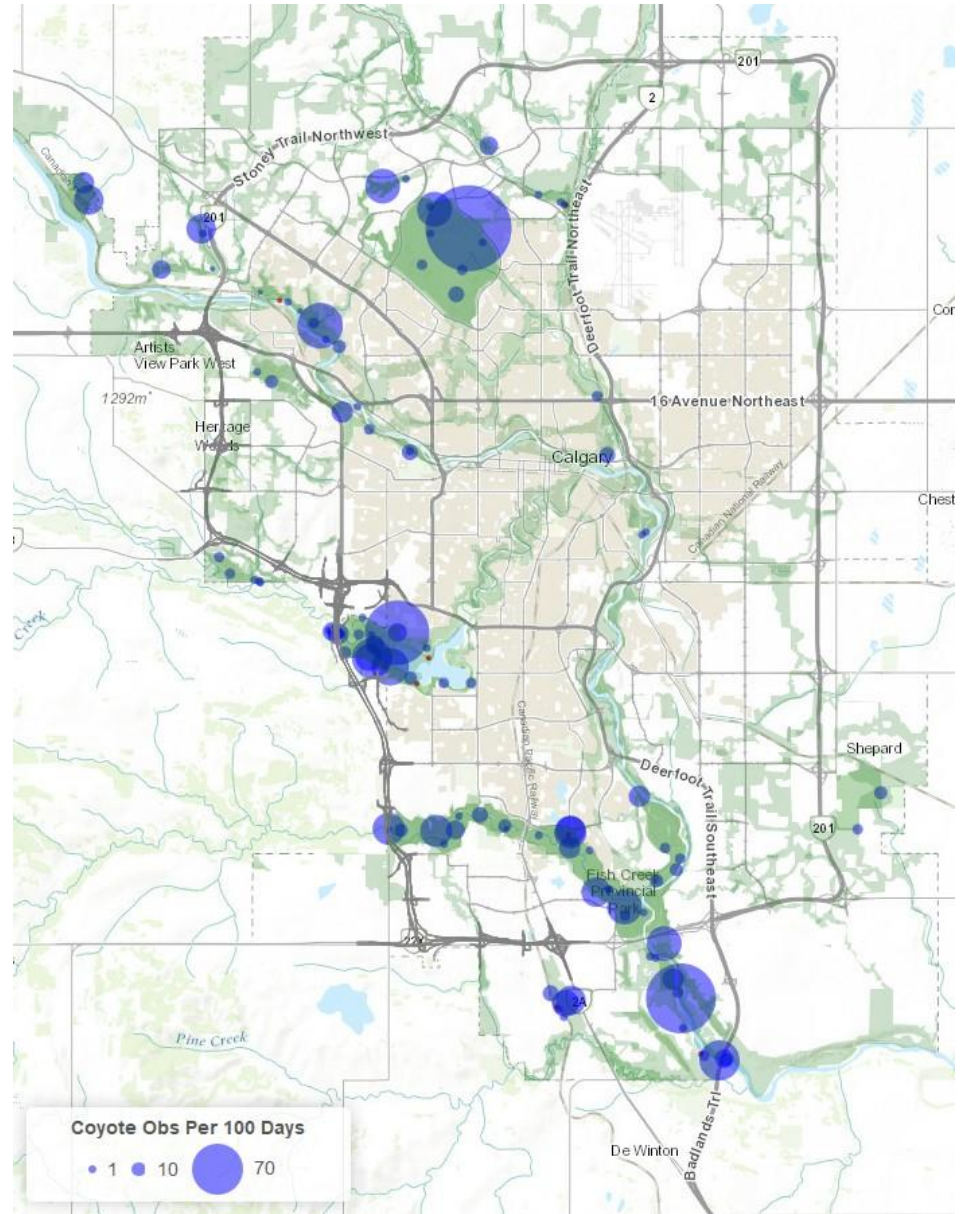 201
2
Stoney-Trail-Northwest
Canadian
201
Deerfoot-Trail-Northeast
Artists
View Park West
Cor
1292m
16 Avenue Northeast
Heritage
Woods
Calgary
Canadian National Railway
Chest
Creek
Canadian Pacific Railway
Shepard
Deerfoot-Trail-Southeast
201
Fish Creek
Provincial
Park
22X
2A
Pine Creek
Coyote Obs Per 100 Days
1 10 70
De Winton
Badlands-Trl